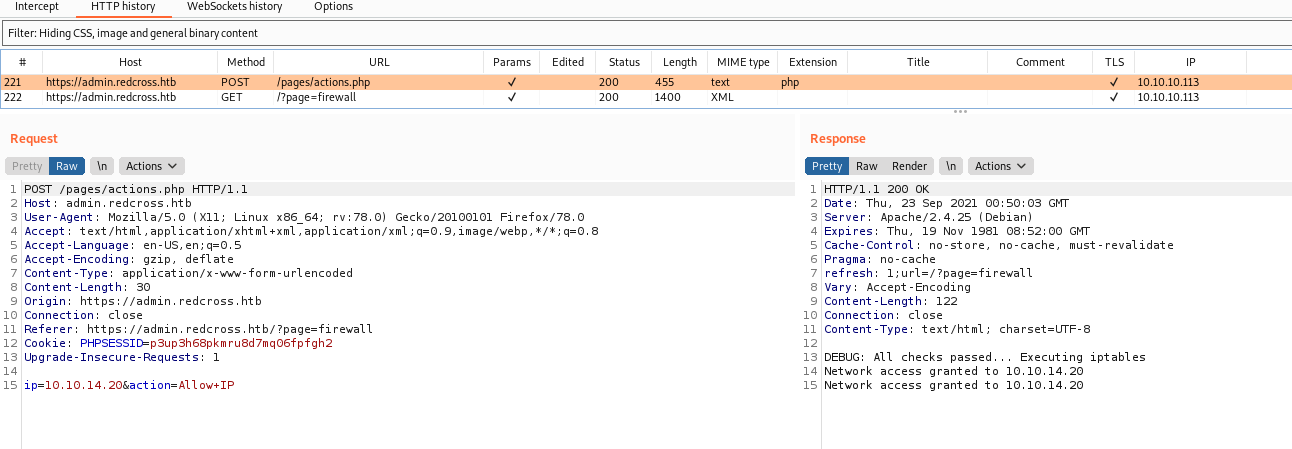 Intercept HTTP history WebSockets history Options
Filter: Hiding CSS, image and general binary content
# Host Method URL Params Edited Status Length MIME type Extension Title Comment TLS IP
221 https://admin.redcross.htb POST /pages/actions.php ✓ 200 455 text php ✓ 10.10.10.113
222 https://admin.redcross.htb GET /?page=firewall ✓ 200 1400 XML ✓ 10.10.10.113
Request
Pretty Raw \n Actions
1 POST /pages/actions.php HTTP/1.1
2 Host: admin.redcross.htb
3 User-Agent: Mozilla/5.0 (X11; Linux x86_64; rv:78.0) Gecko/20100101 Firefox/78.0
4 Accept: text/html,application/xhtml+xml,application/xml;q=0.9,image/webp,*/*;q=0.8
5 Accept-Language: en-US,en;q=0.5
6 Accept-Encoding: gzip, deflate
7 Content-Type: application/x-www-form-urlencoded
8 Content-Length: 30
9 Origin: https://admin.redcross.htb
10 Connection: close
11 Referer: https://admin.redcross.htb/?page=firewall
12 Cookie: PHPSESSID=p3up3h68pkmru8d7mq06fpfgh2
13 Upgrade-Insecure-Requests: 1
14
15 ip=10.10.14.20&action=Allow+IP
Response
Pretty Raw Render \n Actions
1 HTTP/1.1 200 OK
2 Date: Thu, 23 Sep 2021 00:50:03 GMT
3 Server: Apache/2.4.25 (Debian)
4 Expires: Thu, 19 Nov 1981 08:52:00 GMT
5 Cache-Control: no-store, no-cache, must-revalidate
6 Pragma: no-cache
7 refresh: 1;url=/?page=firewall
8 Vary: Accept-Encoding
9 Content-Length: 122
10 Connection: close
11 Content-Type: text/html; charset=UTF-8
12
13 DEBUG: All checks passed... Executing iptables
14 Network access granted to 10.10.14.20
15 Network access granted to 10.10.14.20